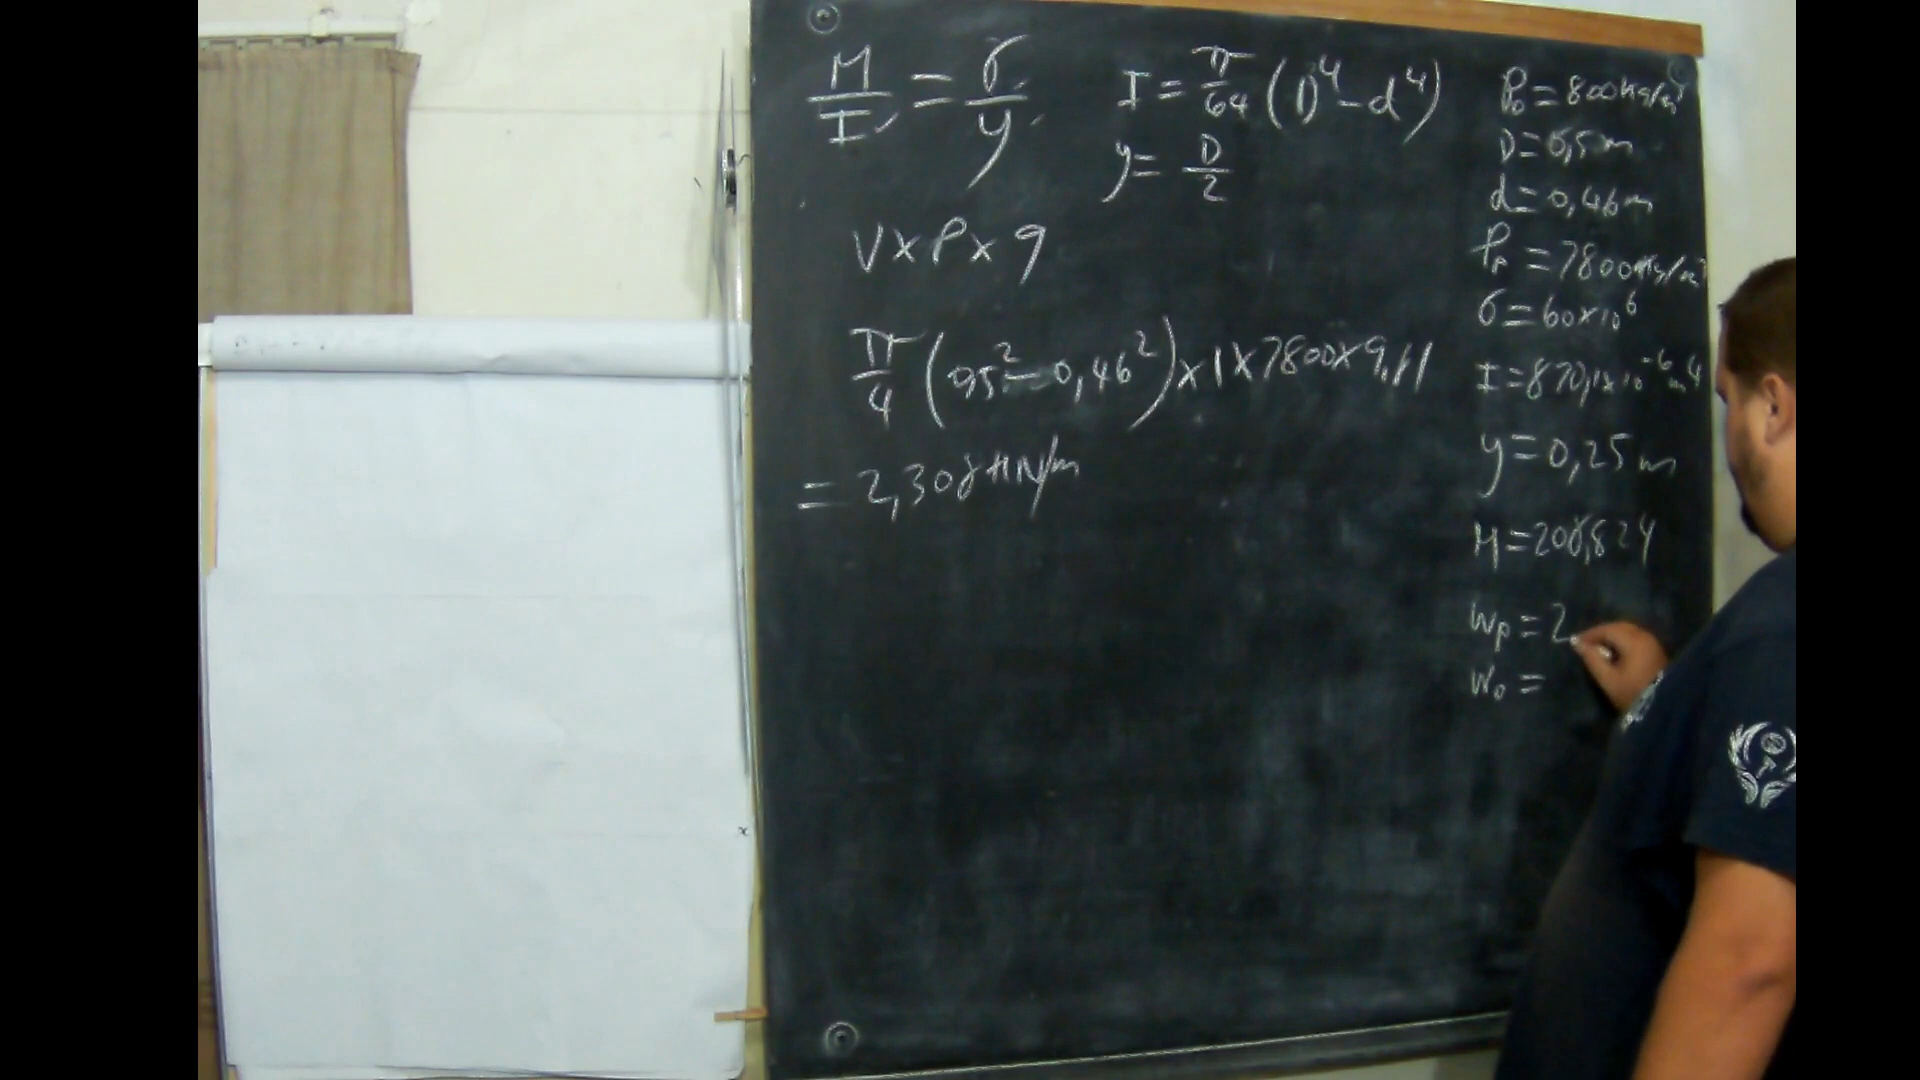 M/I = σ/y
I = π/64 (D⁴ - d⁴)
y = D/2
V x ρ x g
π/4 (0,5² - 0,46²) x 1 x 7800 x 9,81
= 2,308 kN/m
ρo = 800 kg/m³
D = 0,5 m
d = 0,46 m
ρp = 7800 kg/m³
σ = 60 x 10⁶
I = 870,1 x 10⁻⁶ m⁴
y = 0,25 m
M = 208,824
Wp = 2
Wo =